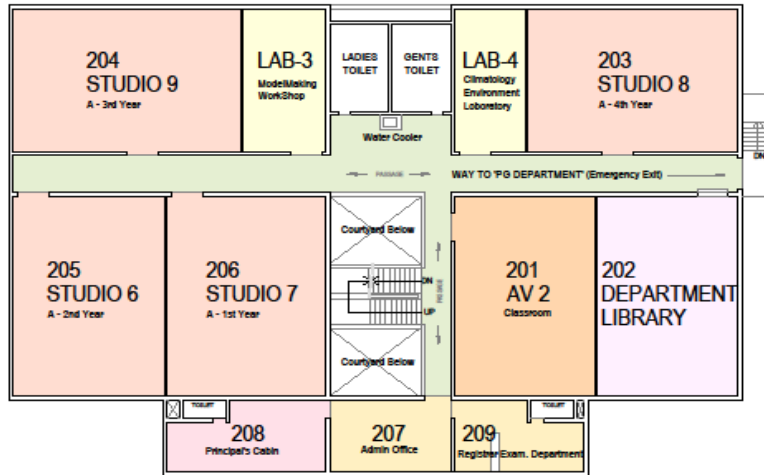 204
STUDIO 9
A - 3rd Year
LAB-3
ModelMaking
WorkShop
LADIES
TOILET
GENTS
TOILET
LAB-4
Climatology
Environment
Loboratory
203
STUDIO 8
A - 4th Year
Water Cooler
DN
PASSAGE
WAY TO 'PG DEPARTMENT' (Emergency Exit)
205
STUDIO 6
A - 2nd Year
206
STUDIO 7
A - 1st Year
Courtyard Below
DN
UP
PASSAGE
Courtyard Below
201
AV 2
Classroom
202
DEPARTMENT
LIBRARY
TOILET
208
Principal's Cabin
207
Admin Office
TOILET
209
Registrar Exam. Department